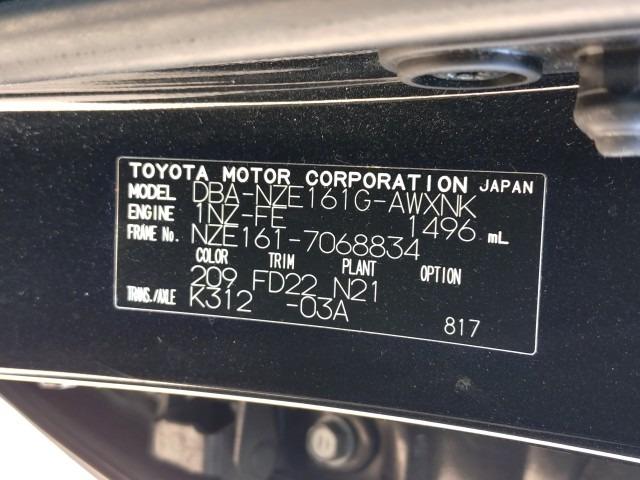 TOYOTA MOTOR CORPORATION JAPAN
MODEL DBA-NZE161G-AWXNK
ENGINE 1NZ-FE 1496 mL
FRAME No. NZE161-7068834
COLOR TRIM PLANT OPTION
209 FD22 N21
TRANS./AXLE K312 -03A
817